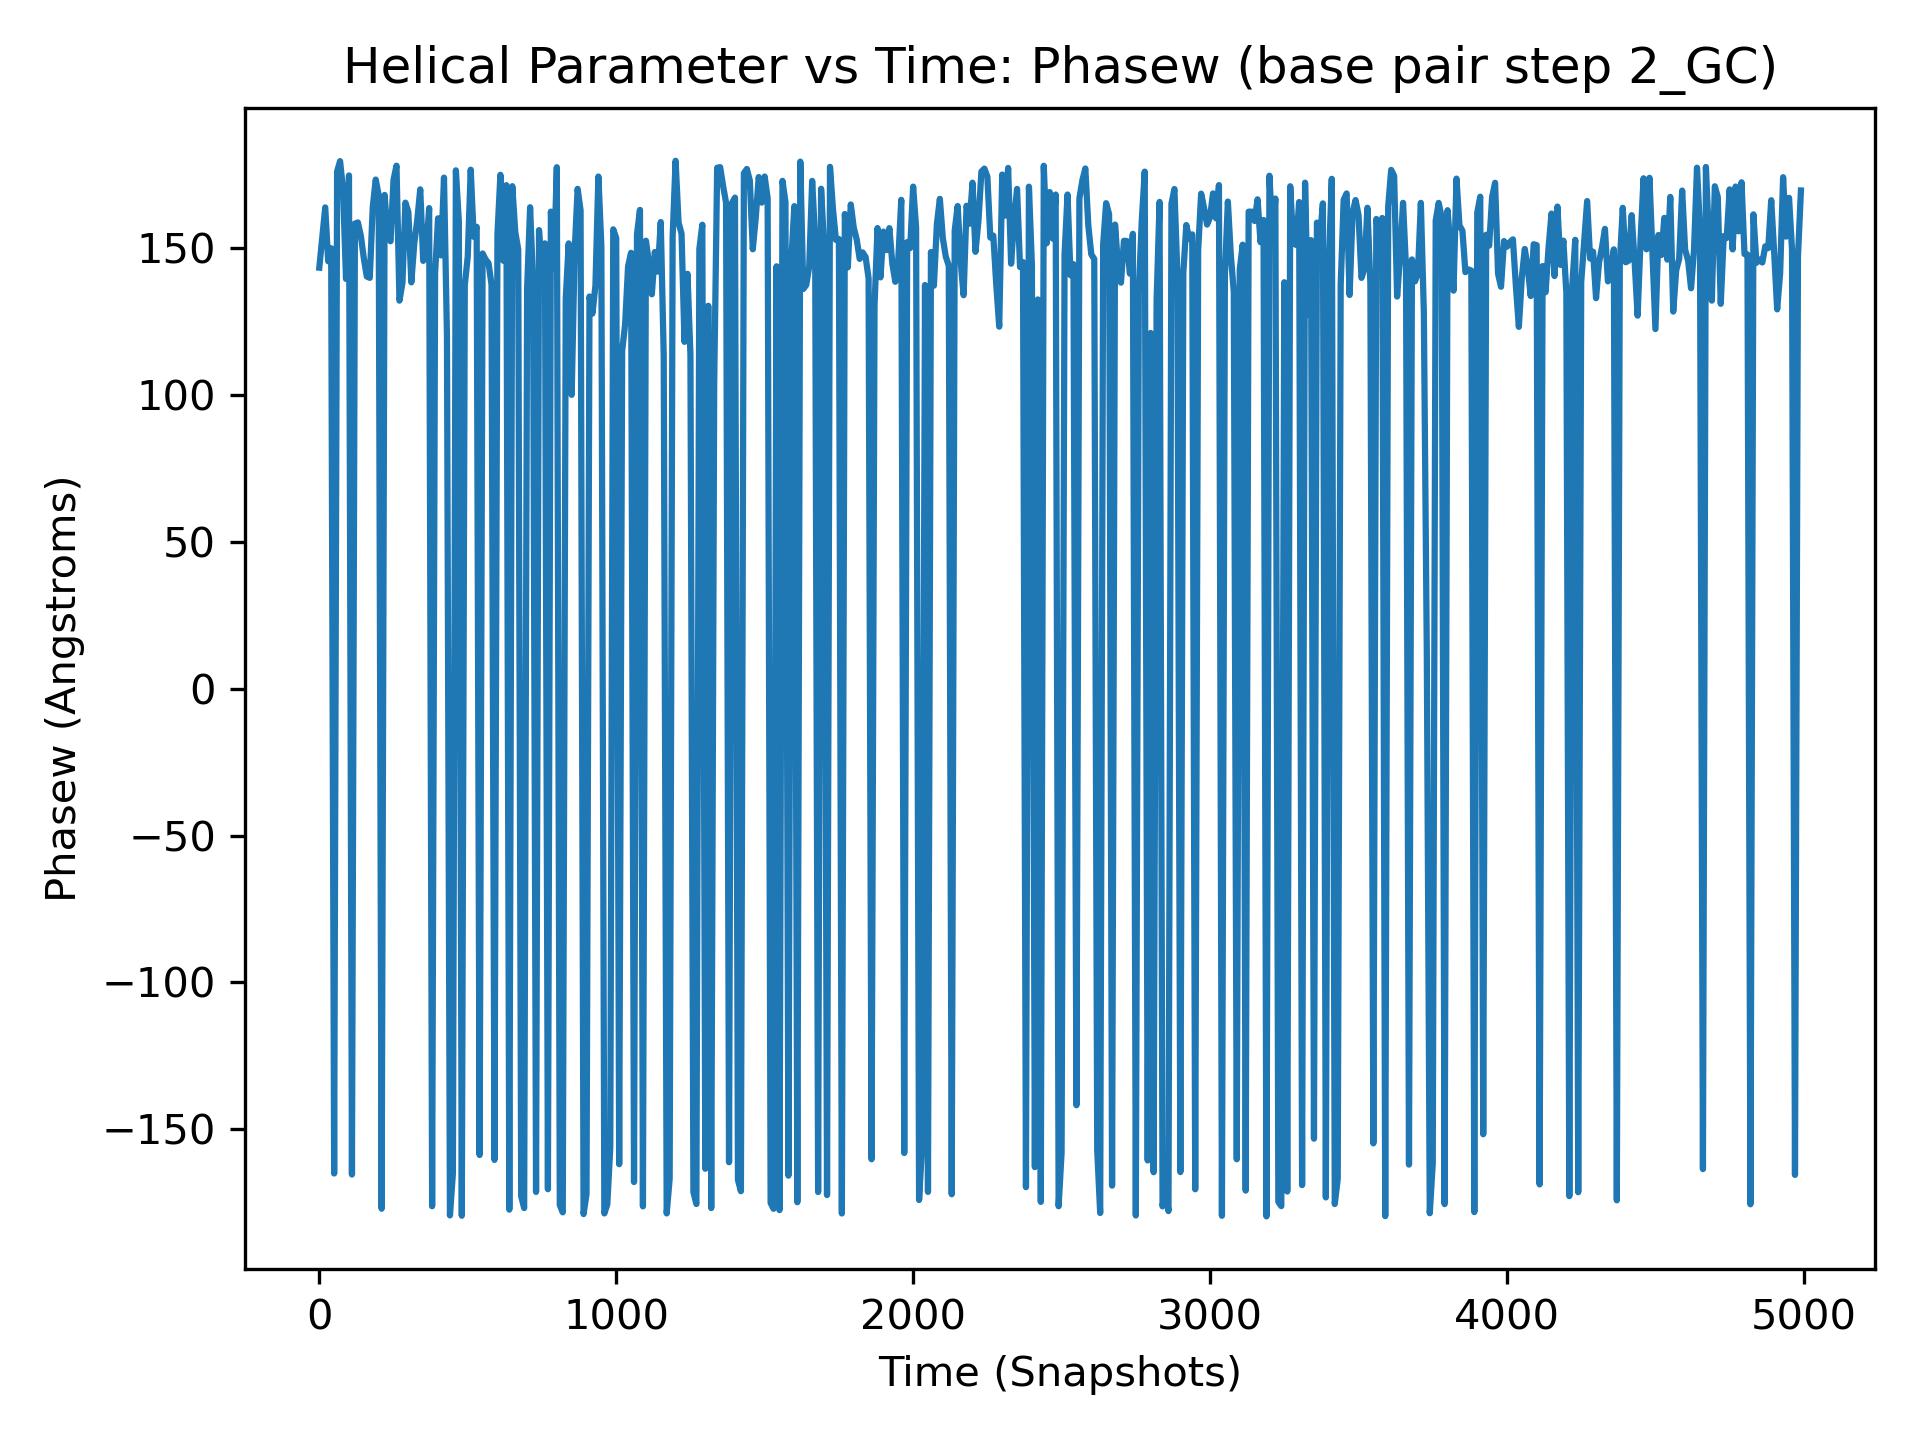 Helical Parameter vs Time: Phasew (base pair step 2_GC)
150
100
50
0
−50
−100
−150
Phasew (Angstroms)
0 1000 2000 3000 4000 5000
Time (Snapshots)